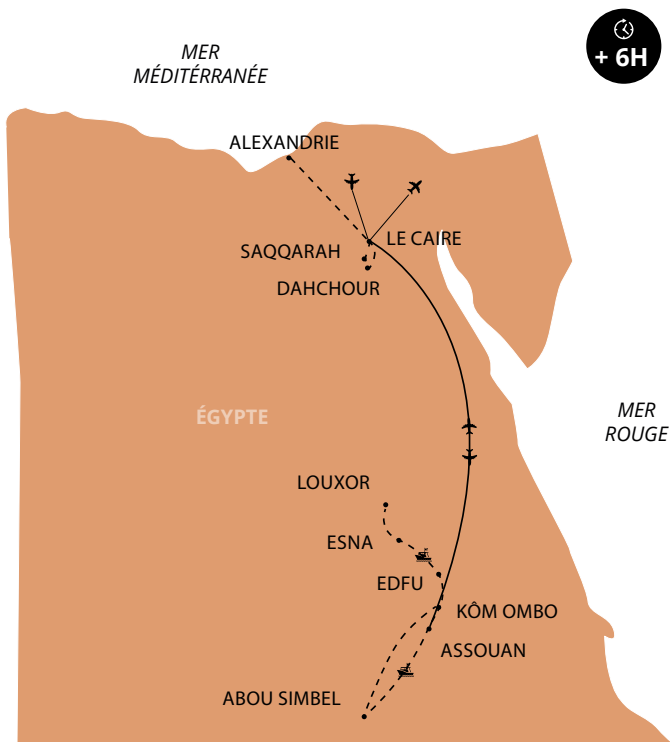 + 6H
MER
MÉDITÉRRANÉE
ALEXANDRIE
LE CAIRE
SAQQARAH
DAHCHOUR
ÉGYPTE
MER
ROUGE
LOUXOR
ESNA
EDFU
KÔM OMBO
ASSOUAN
ABOU SIMBEL